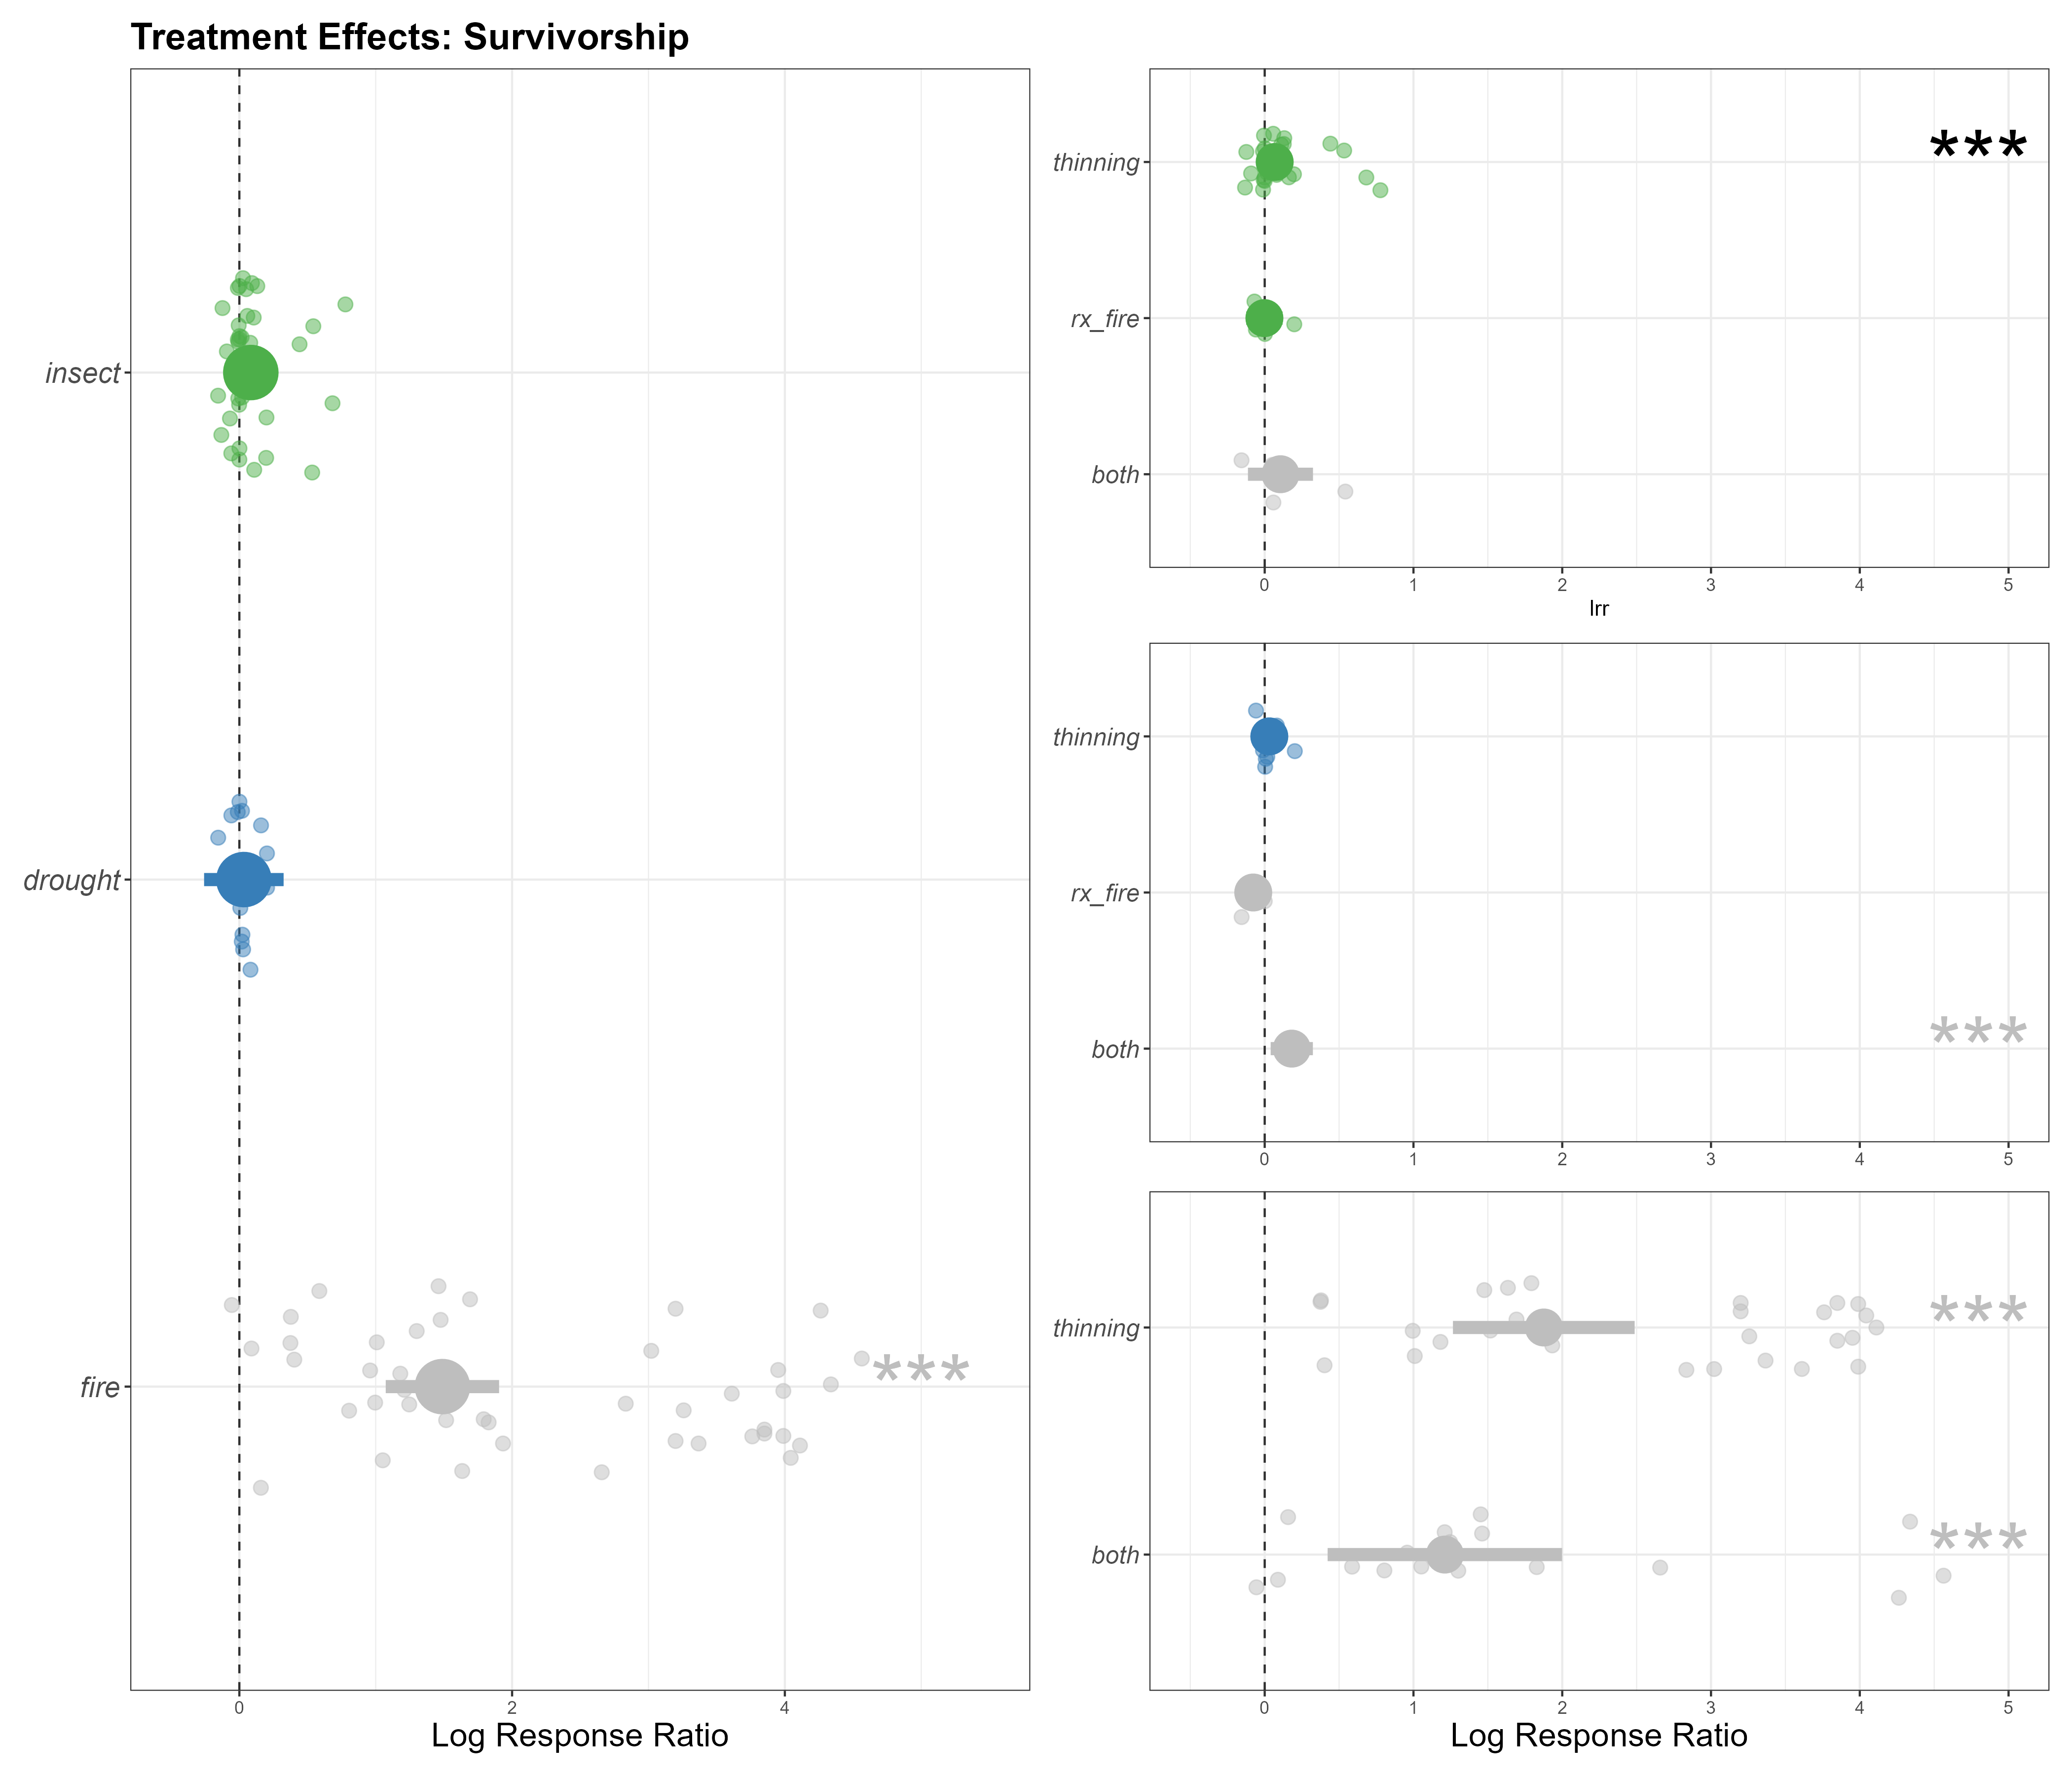 Treatment Effects: Survivorship
insect
drought
fire
***
0 2 4
Log Response Ratio
thinning
***
rx_fire
both
0 1 2 3 4 5
lrr
thinning
rx_fire
both
***
0 1 2 3 4 5
thinning
***
both
***
0 1 2 3 4 5
Log Response Ratio